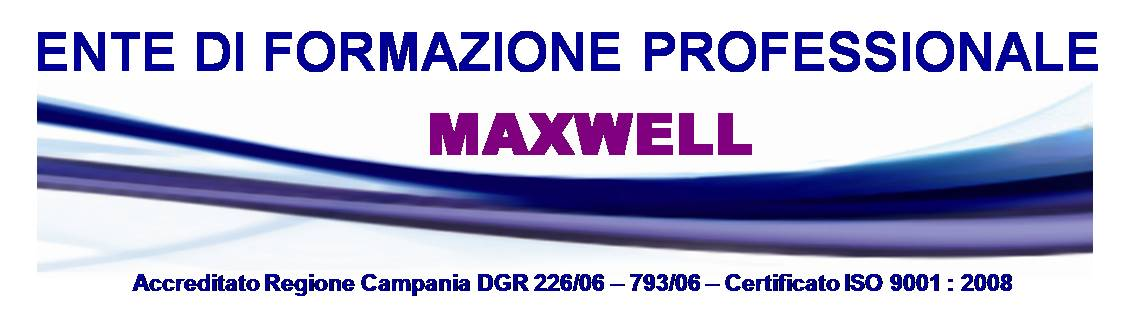 ENTE DI FORMAZIONE PROFESSIONALE
MAXWELL
Accreditato Regione Campania DGR 226/06 – 793/06 – Certificato ISO 9001 : 2008